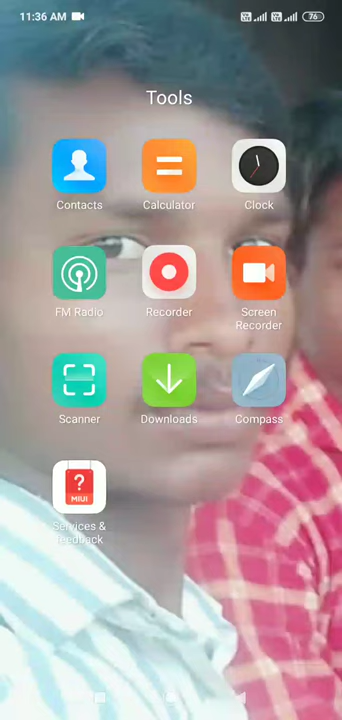 11:36 AM
76
Tools
Contacts
Calculator
Clock
FM Radio
Recorder
Screen
Recorder
Scanner
Downloads
Compass
?
MIUI
Services &
feedback